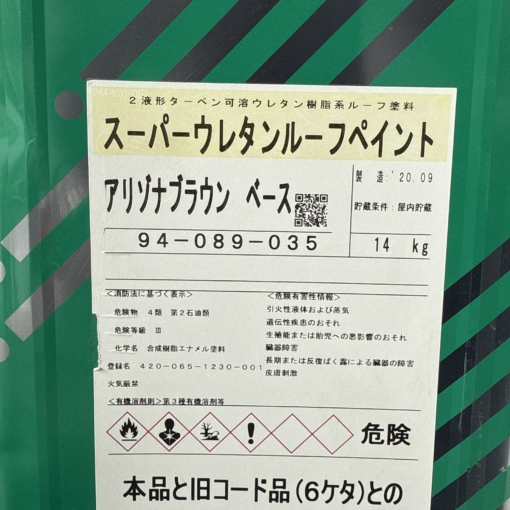 2液形ターペン可溶ウレタン樹脂系ルーフ塗料
スーパーウレタンルーフペイント
アリゾナブラウン ベース
製 造:'20.09
貯蔵条件:屋内貯蔵
94-089-035
14 kg
<消防法に基づく表示>
危険物 4類 第2石油類
危険等級 Ⅲ
化学名 合成樹脂エナメル塗料
登録名 420-065-1230-001
火気厳禁
<有機溶剤則>第3種有機溶剤等
<危険有害性情報>
引火性液体および蒸気
遺伝性疾患のおそれ
生殖能または胎児への悪影響のおそれ
臓器障害
長期または反復ばく露による臓器の障害
皮膚刺激
危険
本品と旧コード品(6ケタ)との